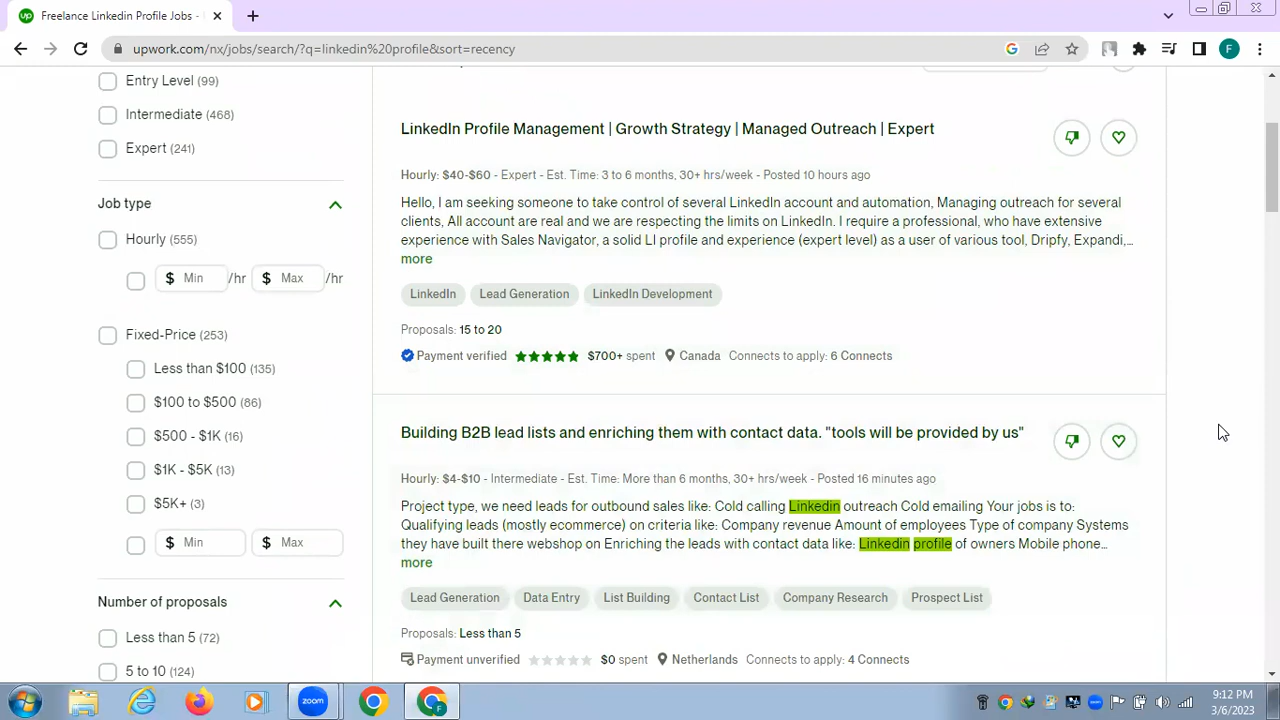 Freelance Linkedin Profile Jobs -
upwork.com/nx/jobs/search/?q=linkedin%20profile&sort=recency
F
Entry Level (99)
Intermediate (468)
Expert (241)
Job type
Hourly (555)
$ Min /hr $ Max /hr
Fixed-Price (253)
Less than $100 (135)
$100 to $500 (86)
$500 - $1K (16)
$1K - $5K (13)
$5K+ (3)
Min Max
Number of proposals
Less than 5 (72)
5 to 10 (124)
LinkedIn Profile Management | Growth Strategy | Managed Outreach | Expert
Hourly: $40-$60 - Expert - Est. Time: 3 to 6 months, 30+ hrs/week - Posted 10 hours ago
Hello, I am seeking someone to take control of several LinkedIn account and automation, Managing outreach for several
clients, All account are real and we are respecting the limits on LinkedIn. I require a professional, who have extensive
experience with Sales Navigator, a solid LI profile and experience (expert level) as a user of various tool, Dripfy, Expandi,...
more
LinkedIn Lead Generation LinkedIn Development
Proposals: 15 to 20
Payment verified $700+ spent Canada Connects to apply: 6 Connects
Building B2B lead lists and enriching them with contact data. "tools will be provided by us"
Hourly: $4-$10 - Intermediate - Est. Time: More than 6 months, 30+ hrs/week - Posted 16 minutes ago
Project type, we need leads for outbound sales like: Cold calling Linkedin outreach Cold emailing Your jobs is to:
Qualifying leads (mostly ecommerce) on criteria like: Company revenue Amount of employees Type of company Systems
they have built there webshop on Enriching the leads with contact data like: Linkedin profile of owners Mobile phone...
more
Lead Generation Data Entry List Building Contact List Company Research Prospect List
Proposals: Less than 5
Payment unverified $0 spent Netherlands Connects to apply: 4 Connects
zoom
F
9:12 PM
3/6/2023